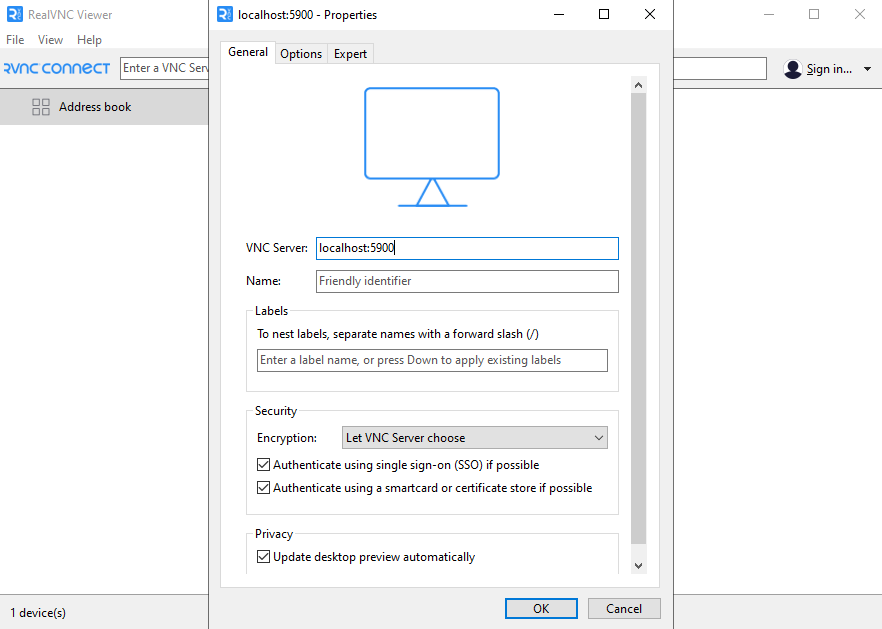 RealVNC Viewer
localhost:5900 - Properties
File View Help
RVNC CONNECT
Enter a VNC Serv
Sign in...
Address book
General Options Expert
VNC Server: localhost:5900
Name: Friendly identifier
Labels
To nest labels, separate names with a forward slash (/)
Enter a label name, or press Down to apply existing labels
Security
Encryption: Let VNC Server choose
Authenticate using single sign-on (SSO) if possible
Authenticate using a smartcard or certificate store if possible
Privacy
Update desktop preview automatically
OK Cancel
1 device(s)